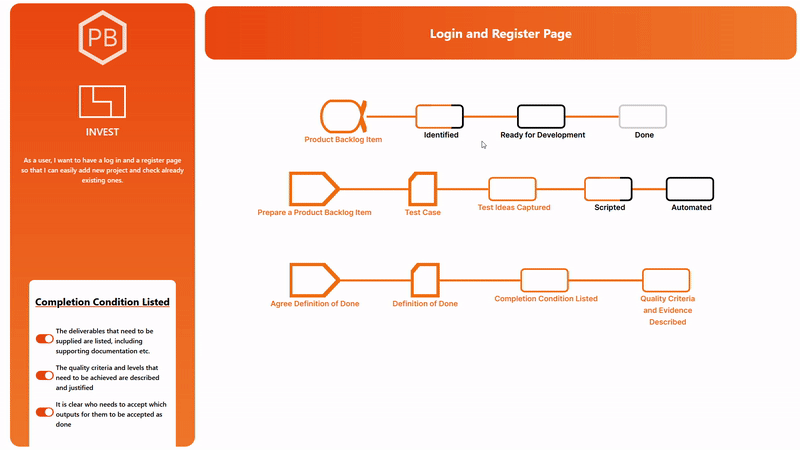 PB
INVEST
As a user, I want to have a log in and a register page
so that I can easily add new project and check already
existing ones.
Completion Condition Listed
The deliverables that need to be
supplied are listed, including
supporting documentation etc.
The quality criteria and levels that
need to be achieved are described
and justified
It is clear who needs to accept which
outputs for them to be accepted as
done
Login and Register Page
Product Backlog Item
Identified
Ready for Development
Done
Prepare a Product Backlog Item
Test Case
Test Ideas Captured
Scripted
Automated
Agree Definition of Done
Definition of Done
Completion Condition Listed
Quality Criteria
and Evidence
Described